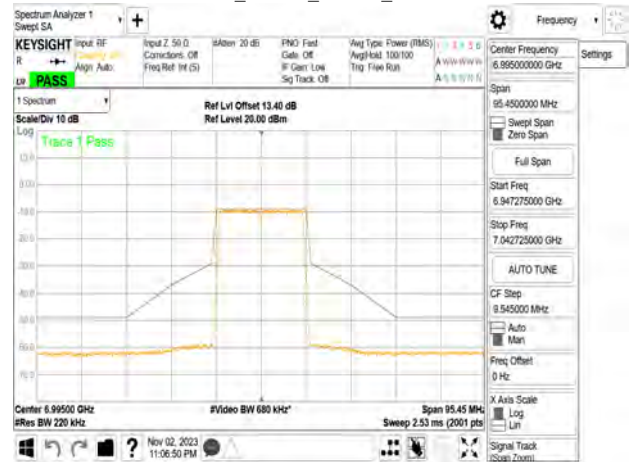 Spectrum Analyzer 1
Swept SA
+
Frequency
KEYSIGHT
Input: RF
Input Z: 50 Ω
#Atten: 20 dB
PNO: Fast
Avg Type: Power (RMS)
R
Corrections: Off
Gate: Off
Avg|Hold: 100/100
Align: Auto
Freq Ref: Int (S)
IF Gain: Low
Trig: Free Run
PASS
Sig Track: Off
Center Frequency
6.995000000 GHz
Settings
Span
95.4500000 MHz
Swept Span
Zero Span
Full Span
Start Freq
6.947275000 GHz
Stop Freq
7.042725000 GHz
AUTO TUNE
CF Step
9.545000 MHz
Auto
Man
Freq Offset
0 Hz
X Axis Scale
Log
Lin
Signal Track
(Span Zoom)
1 Spectrum
Scale/Div 10 dB
Ref Lvl Offset 13.40 dB
Ref Level 20.00 dBm
Log
Trace 1 Pass
Center 6.99500 GHz
#Video BW 680 kHz*
Span 95.45 MHz
#Res BW 220 kHz
Sweep 2.53 ms (2001 pts
?
Nov 02, 2023
11:06:50 PM